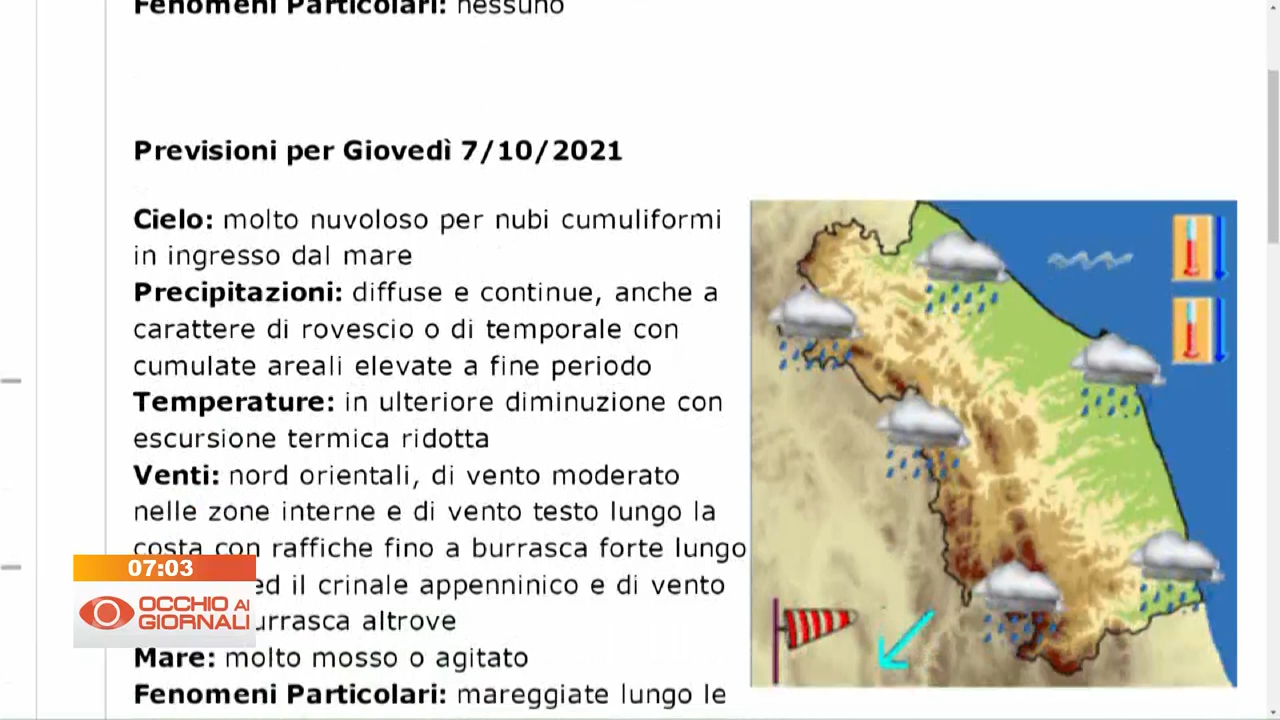 Fenomeni Particolari: nessuno
Previsioni per Giovedì 7/10/2021
Cielo: molto nuvoloso per nubi cumuliformi
in ingresso dal mare
Precipitazioni: diffuse e continue, anche a
carattere di rovescio o di temporale con
cumulate areali elevate a fine periodo
Temperature: in ulteriore diminuzione con
escursione termica ridotta
Venti: nord orientali, di vento moderato
nelle zone interne e di vento testo lungo la
costa con raffiche fino a burrasca forte lungo
ed il crinale appenninico e di vento
urrasca altrove
Mare: molto mosso o agitato
Fenomeni Particolari: mareggiate lungo le
07:03
OCCHIO AI
GIORNALI